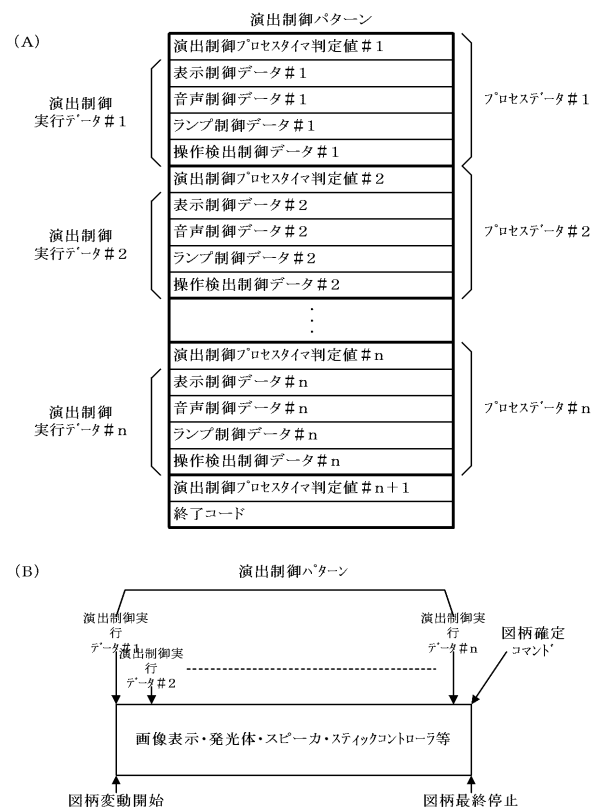 演出制御パターン
(A)
演出制御プロセスタイマ判定値#1
表示制御データ#1
音声制御データ#1
ランプ制御データ#1
操作検出制御データ#1
演出制御
実行データ#1
プロセスデータ#1
演出制御プロセスタイマ判定値#2
表示制御データ#2
音声制御データ#2
ランプ制御データ#2
操作検出制御データ#2
演出制御
実行データ#2
プロセスデータ#2
演出制御プロセスタイマ判定値#n
表示制御データ#n
音声制御データ#n
ランプ制御データ#n
操作検出制御データ#n
演出制御
実行データ#n
プロセスデータ#n
演出制御プロセスタイマ判定値#n+1
終了コード
(B)
演出制御パターン
演出制御実
行
データ#1
演出制御実
行
データ#2
演出制御実
行
データ#n
図柄確定
コマンド
画像表示・発光体・スピーカ・スティックコントローラ等
図柄変動開始
図柄最終停止